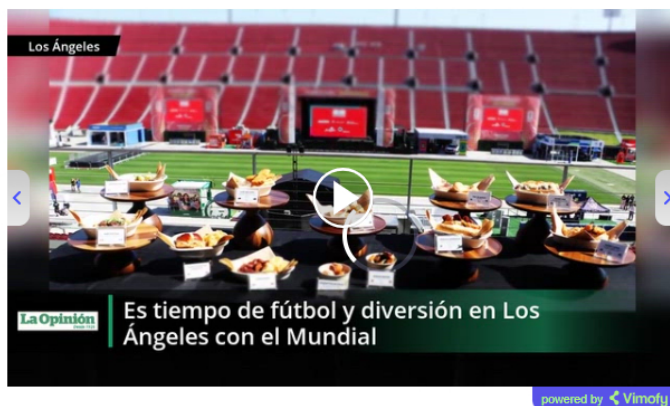 Los Ángeles
La Opinión
Es tiempo de fútbol y diversión en Los
Ángeles con el Mundial
powered by Vimofy